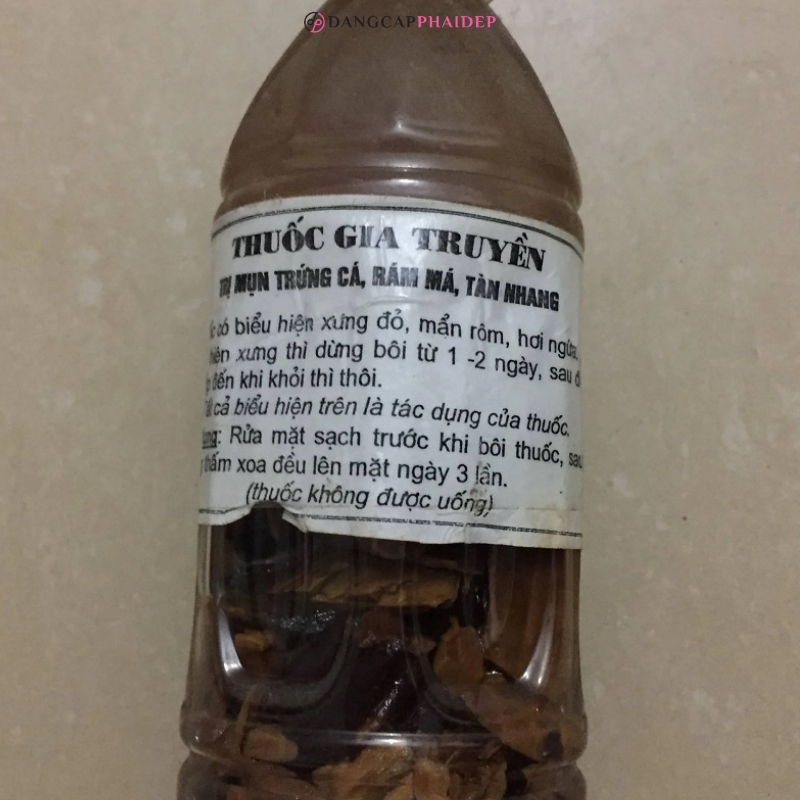 DANGCAPPHAIDEP
THUỐC GIA TRUYỀN
TRỊ MỤN TRỨNG CÁ, RÁM MÁ, TÀN NHANG
có biểu hiện xưng đỏ, mẩn rôm, hơi ngứa.
xưng thì dừng bôi từ 1 -2 ngày, sau
đến khi khỏi thì thôi.
cả biểu hiện trên là tác dụng của thuốc.
Rửa mặt sạch trước khi bôi thuốc,
thấm xoa đều lên mặt ngày 3 lần.
(thuốc không được uống)